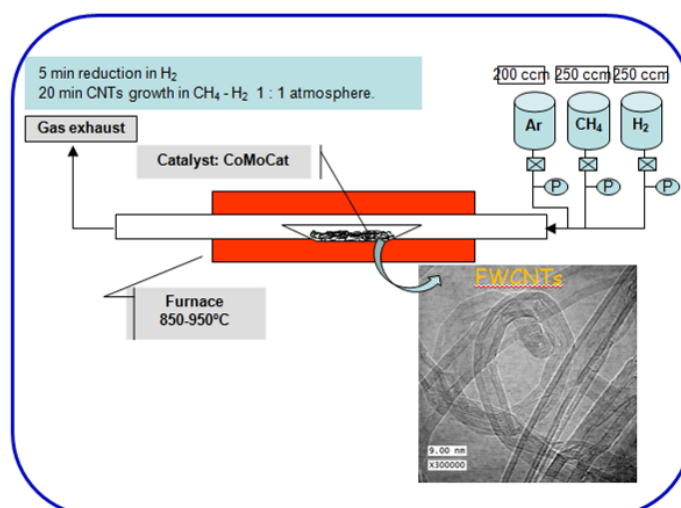 5 min reduction in H₂
20 min CNTs growth in CH₄ - H₂ 1 : 1 atmosphere.
200 ccm 250 ccm 250 ccm
Gas exhaust
Ar CH₄ H₂
Catalyst: CoMoCat
P P P
Furnace
850-950ºC
FWCNTs
9.00 nm
X300000